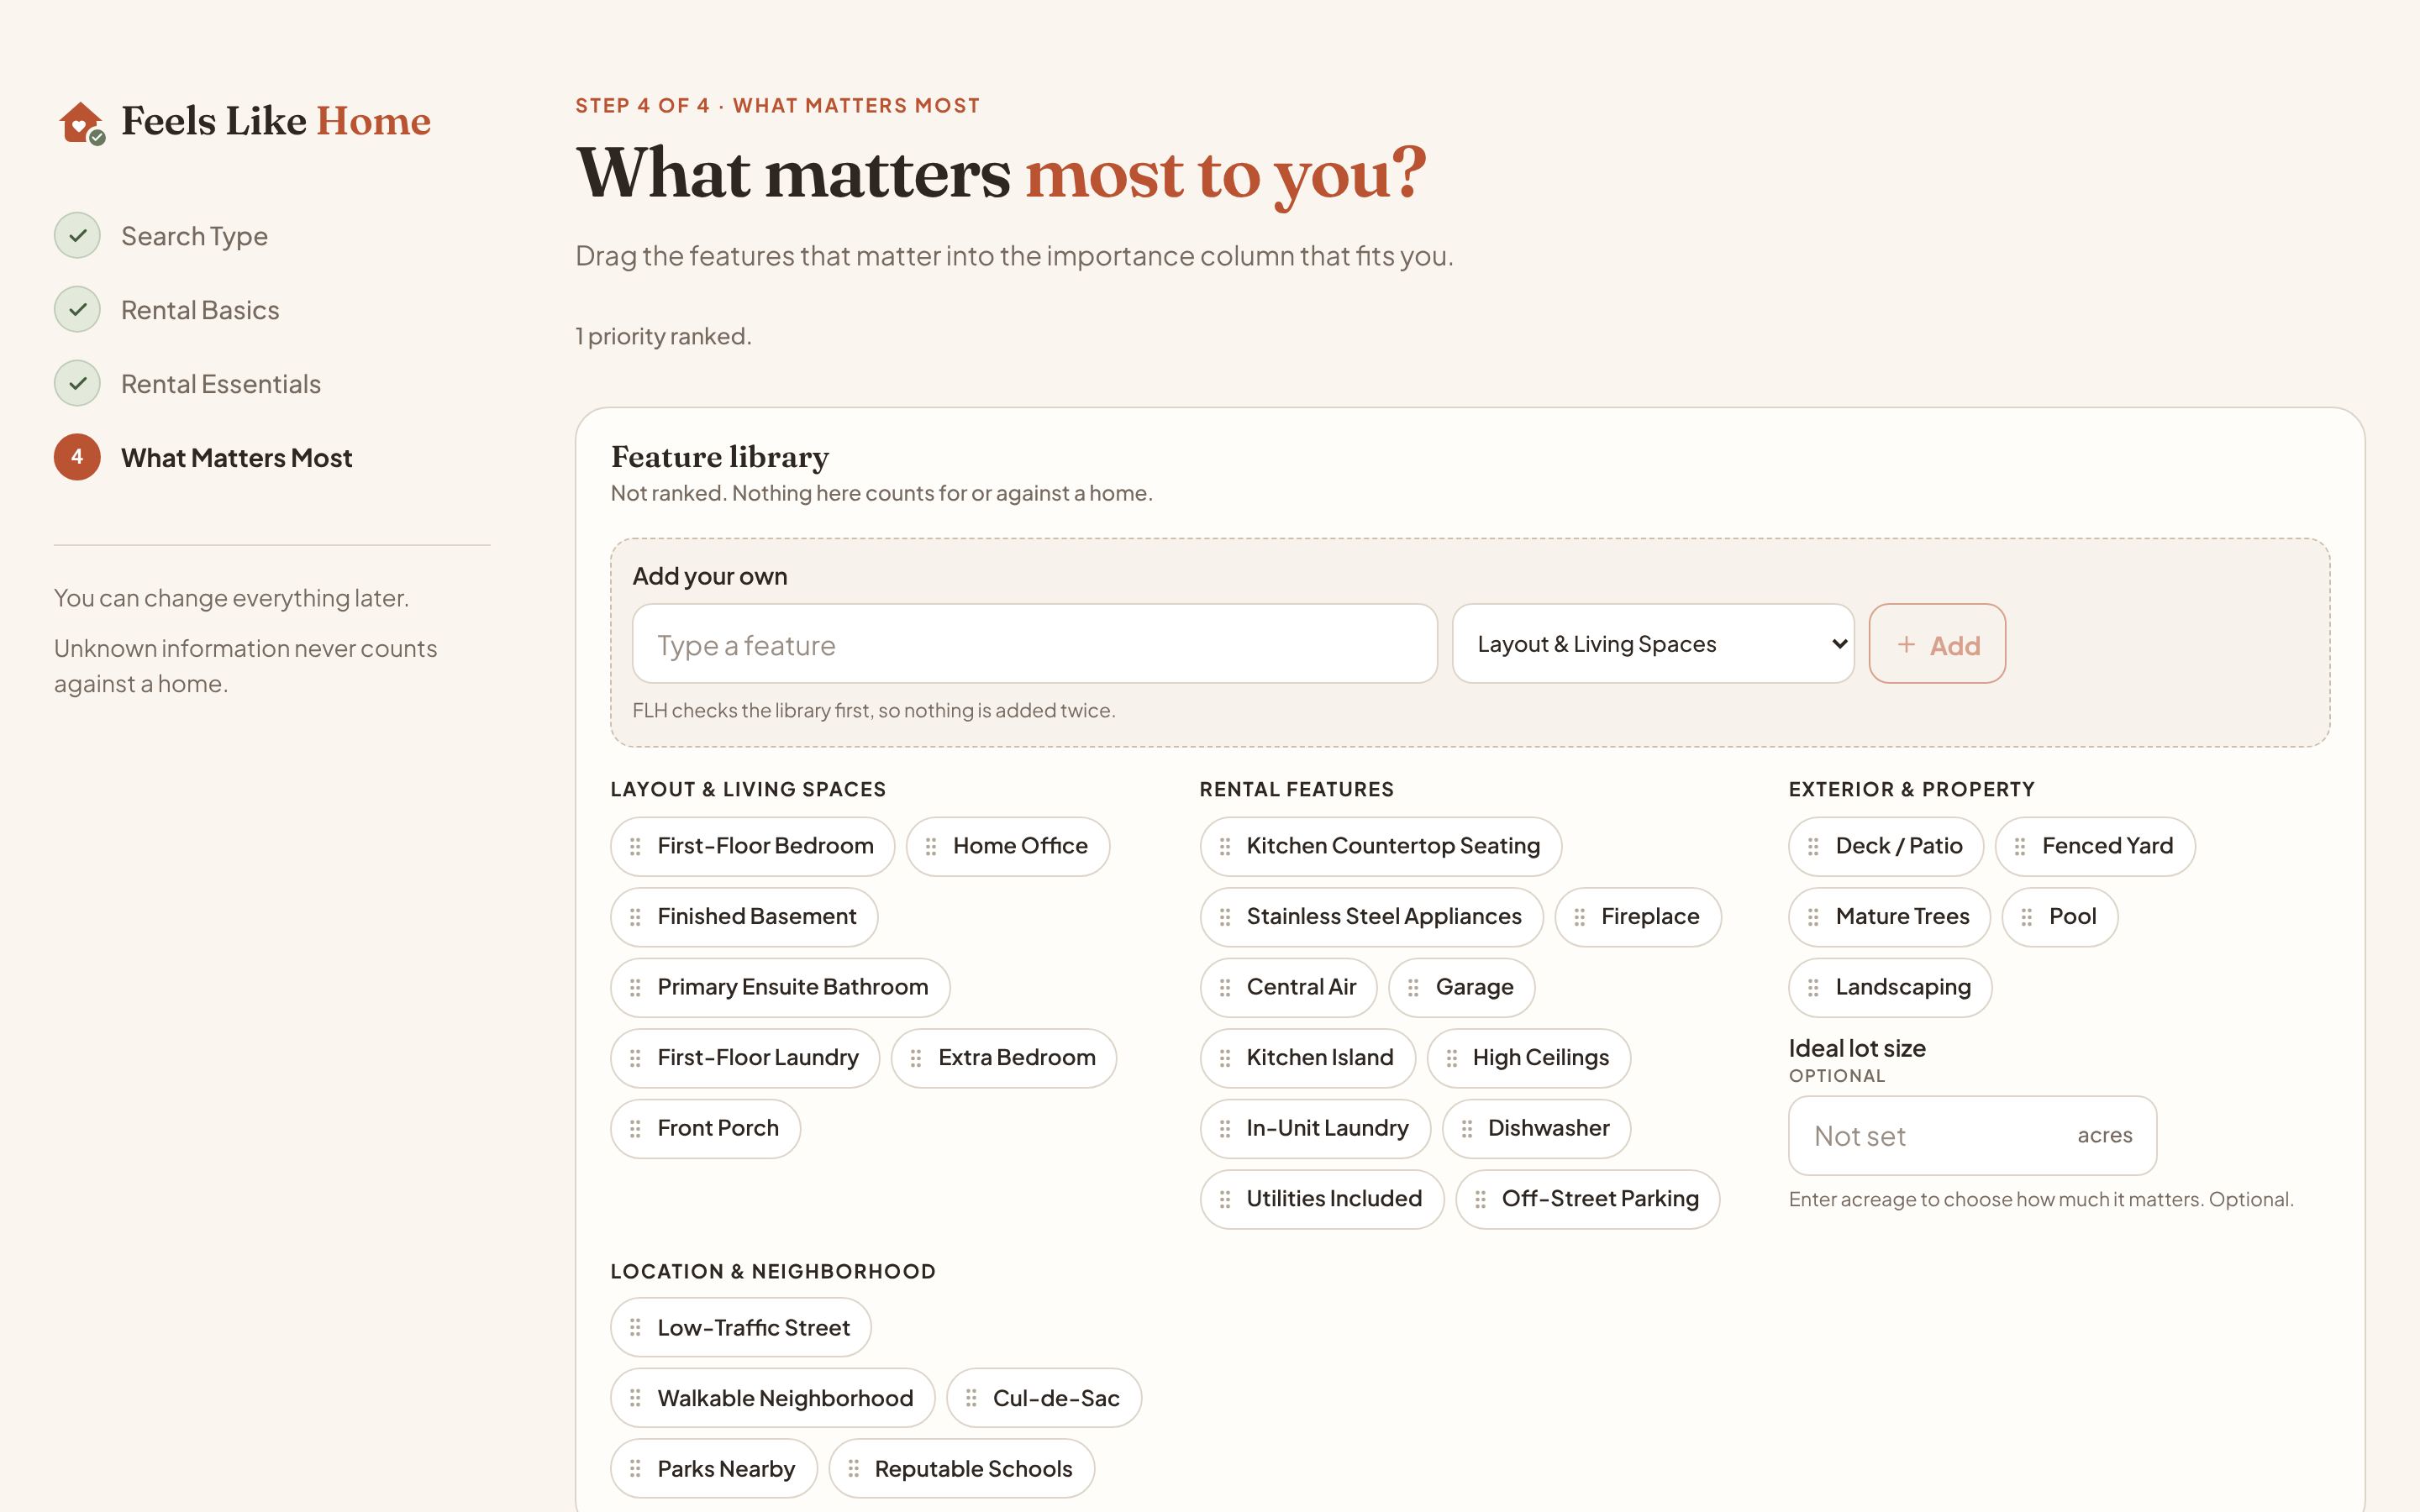 Feels Like Home
Search Type
Rental Basics
Rental Essentials
4
What Matters Most
You can change everything later.
Unknown information never counts
against a home.
STEP 4 OF 4 · WHAT MATTERS MOST
What matters most to you?
Drag the features that matter into the importance column that fits you.
1 priority ranked.
Feature library
Not ranked. Nothing here counts for or against a home.
Add your own
Type a feature
Layout & Living Spaces
+ Add
FLH checks the library first, so nothing is added twice.
LAYOUT & LIVING SPACES
First-Floor Bedroom
Home Office
Finished Basement
Primary Ensuite Bathroom
First-Floor Laundry
Extra Bedroom
Front Porch
RENTAL FEATURES
Kitchen Countertop Seating
Stainless Steel Appliances
Fireplace
Central Air
Garage
Kitchen Island
High Ceilings
In-Unit Laundry
Dishwasher
Utilities Included
Off-Street Parking
EXTERIOR & PROPERTY
Deck / Patio
Fenced Yard
Mature Trees
Pool
Landscaping
Ideal lot size
OPTIONAL
Not set
acres
Enter acreage to choose how much it matters. Optional.
LOCATION & NEIGHBORHOOD
Low-Traffic Street
Walkable Neighborhood
Cul-de-Sac
Parks Nearby
Reputable Schools